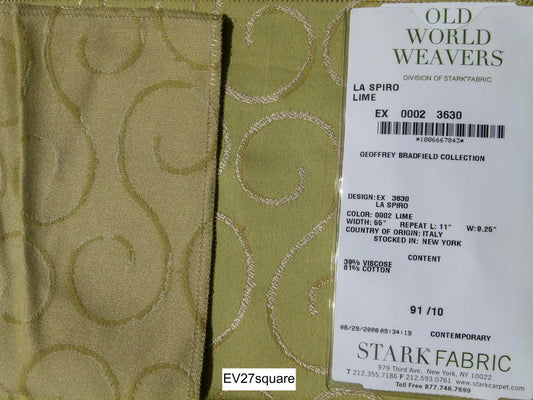 OLD
WORLD
WEAVERS
DIVISION OF STARK FABRIC
LA SPIRO
LIME
EX 0002 3630
*1006667843*
GEOFFREY BRADFIELD COLLECTION
DESIGN:EX 3630
LA SPIRO
COLOR: 0002 LIME
WIDTH: 55" REPEAT L: 11" W:9.25"
COUNTRY OF ORIGIN: ITALY
STOCKED IN: NEW YORK
CONTENT
39% VISCOSE
61% COTTON
91 /10
08/29/2008 09:34:19 CONTEMPORARY
STARK FABRIC
979 Third Ave. New York, NY 10022
T 212.355.7186 F 212.593.0761 www.starkcarpet.com
Toll Free 877.746.7699
EV27square